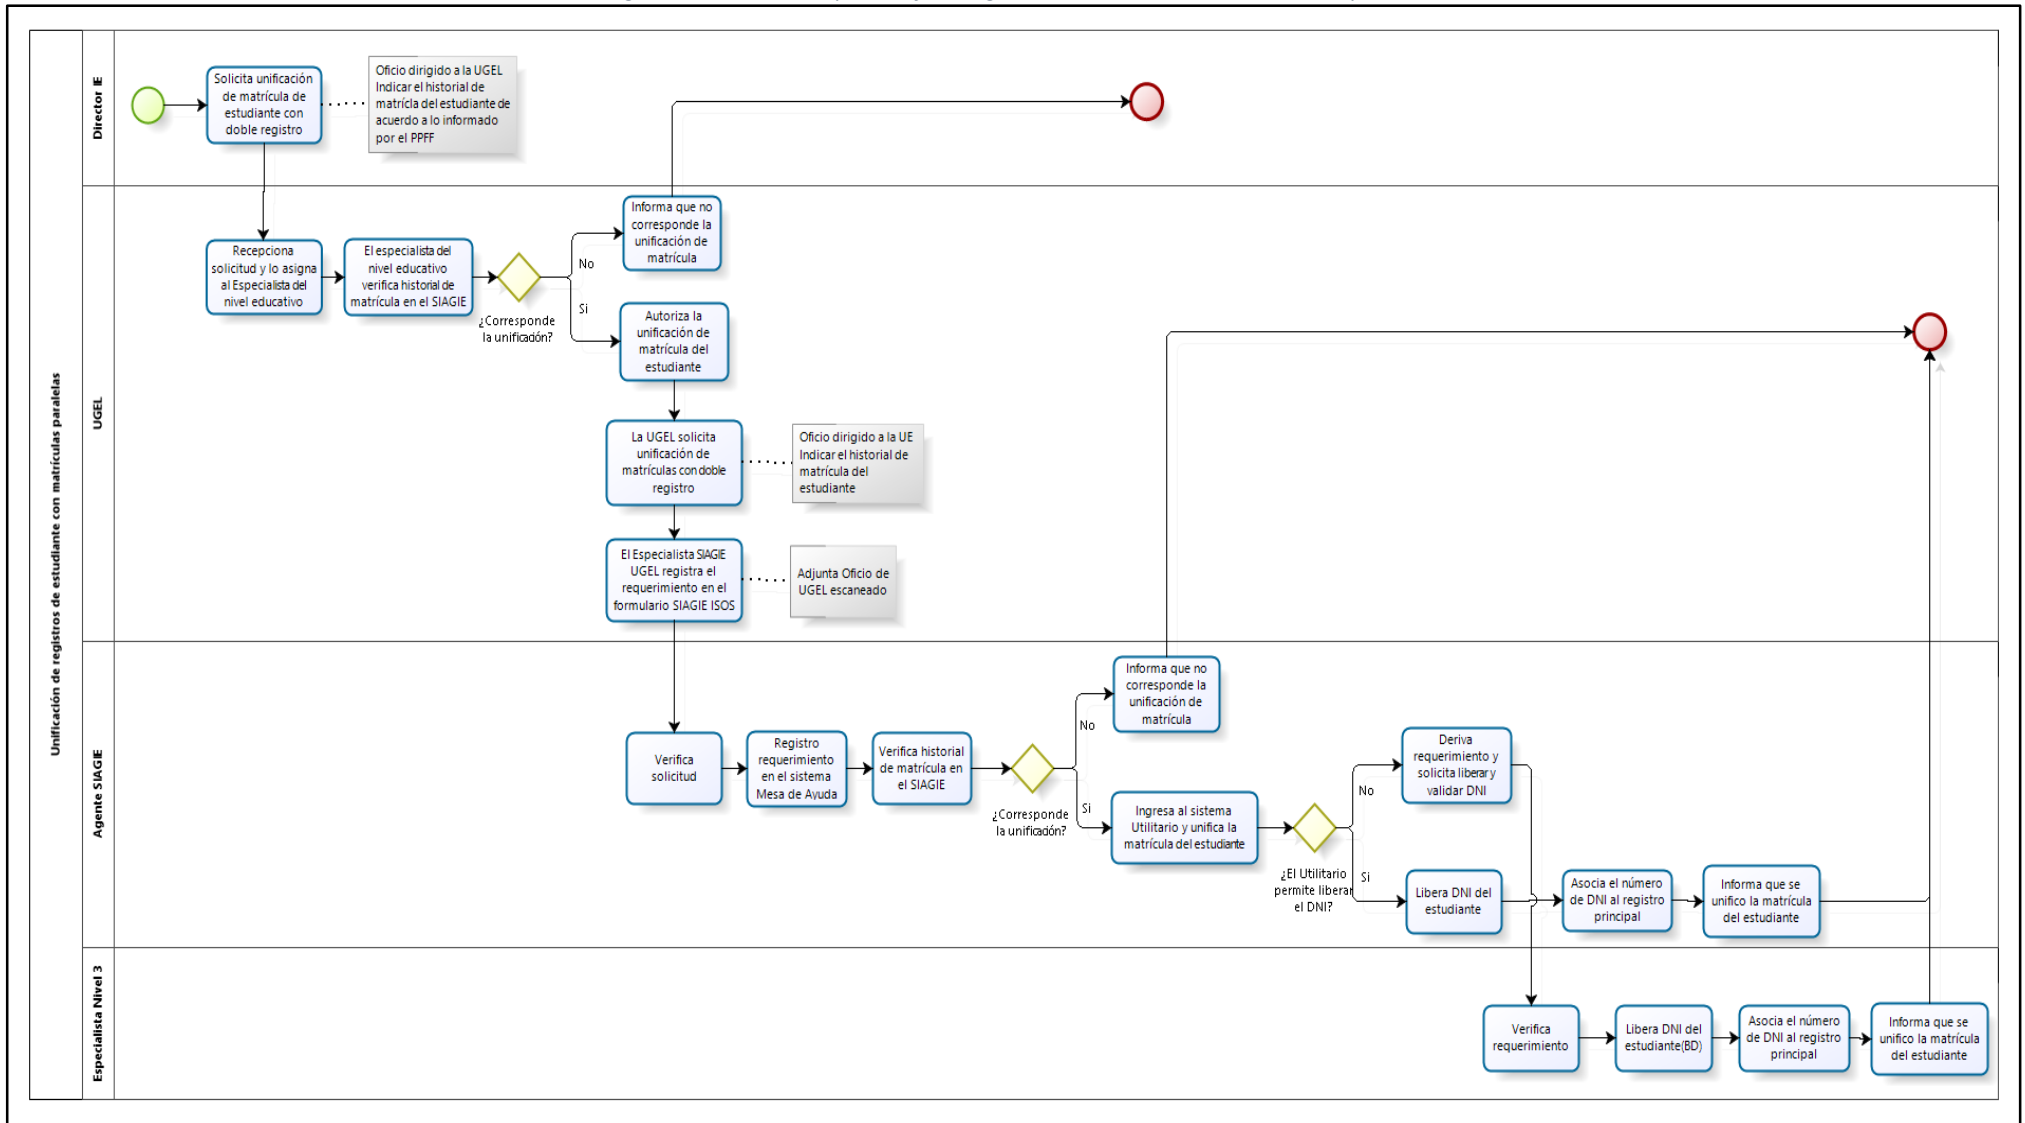 Unificación de registros de estudiante con matrículas paralelas
Director IE
Solicita unificación
de matrícula de
estudiante con
doble registro
Oficio dirigido a la UGEL
Indicar el historial de
matrícla del estudiante de
acuerdo a lo informado
por el PPFF
UGEL
Recepciona
solicitud y lo asigna
al Especialista del
nivel educativo
El especialista del
nivel educativo
verifica historial de
matrícula en el SIAGIE
¿Corresponde
la unificación?
No
Si
Informa que no
corresponde la
unificación de
matrícula
Autoriza la
unificación de
matrícula del
estudiante
La UGEL solicita
unificación de
matrículas con doble
registro
Oficio dirigido a la UE
Indicar el historial de
matrícula del
estudiante
El Especialista SIAGIE
UGEL registra el
requerimiento en el
formulario SIAGIE ISOS
Adjunta Oficio de
UGEL escaneado
Agente SIAGIE
Verifica
solicitud
Registro
requerimiento
en el sistema
Mesa de Ayuda
Verifica historial
de matrícula en
el SIAGIE
¿Corresponde
la unificación?
No
Si
Informa que no
corresponde la
unificación de
matrícula
Ingresa al sistema
Utilitario y unifica la
matrícula del estudiante
¿El Utilitario
permite liberar
el DNI?
No
Si
Deriva
requerimiento y
solicita liberar y
validar DNI
Libera DNI del
estudiante
Asocia el número
de DNI al registro
principal
Informa que se
unifico la matrícula
del estudiante
Especialista Nivel 3
Verifica
requerimiento
Libera DNI del
estudiante(BD)
Asocia el número
de DNI al registro
principal
Informa que se
unifico la matrícula
del estudiante